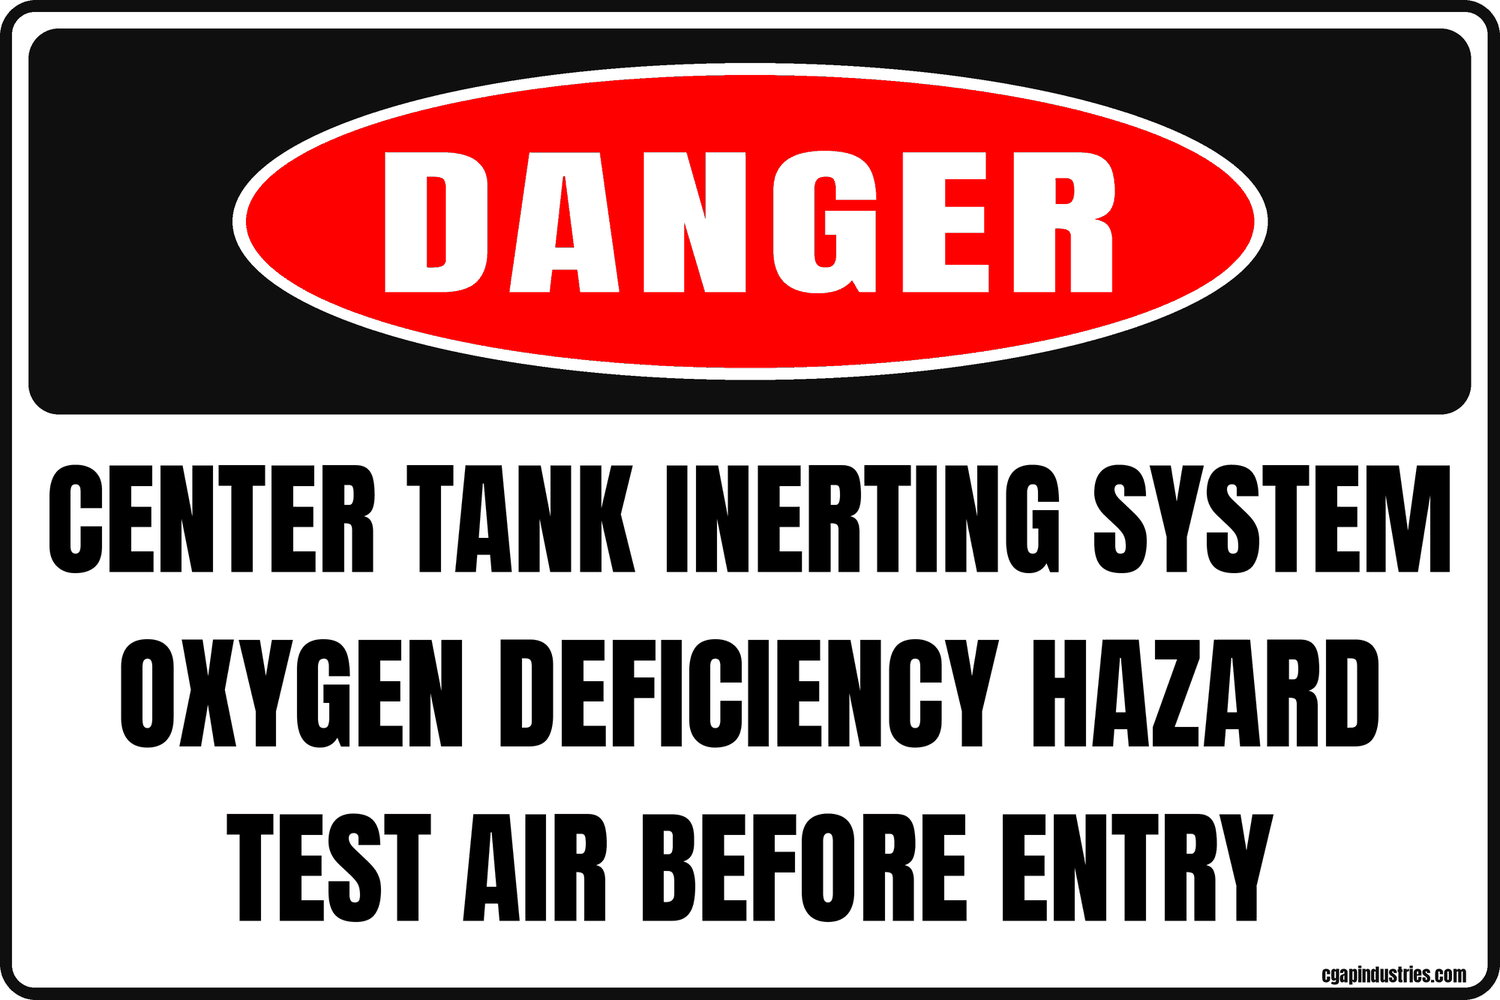 DANGER
CENTER TANK INERTING SYSTEM
OXYGEN DEFICIENCY HAZARD
TEST AIR BEFORE ENTRY
cgapindustries.com